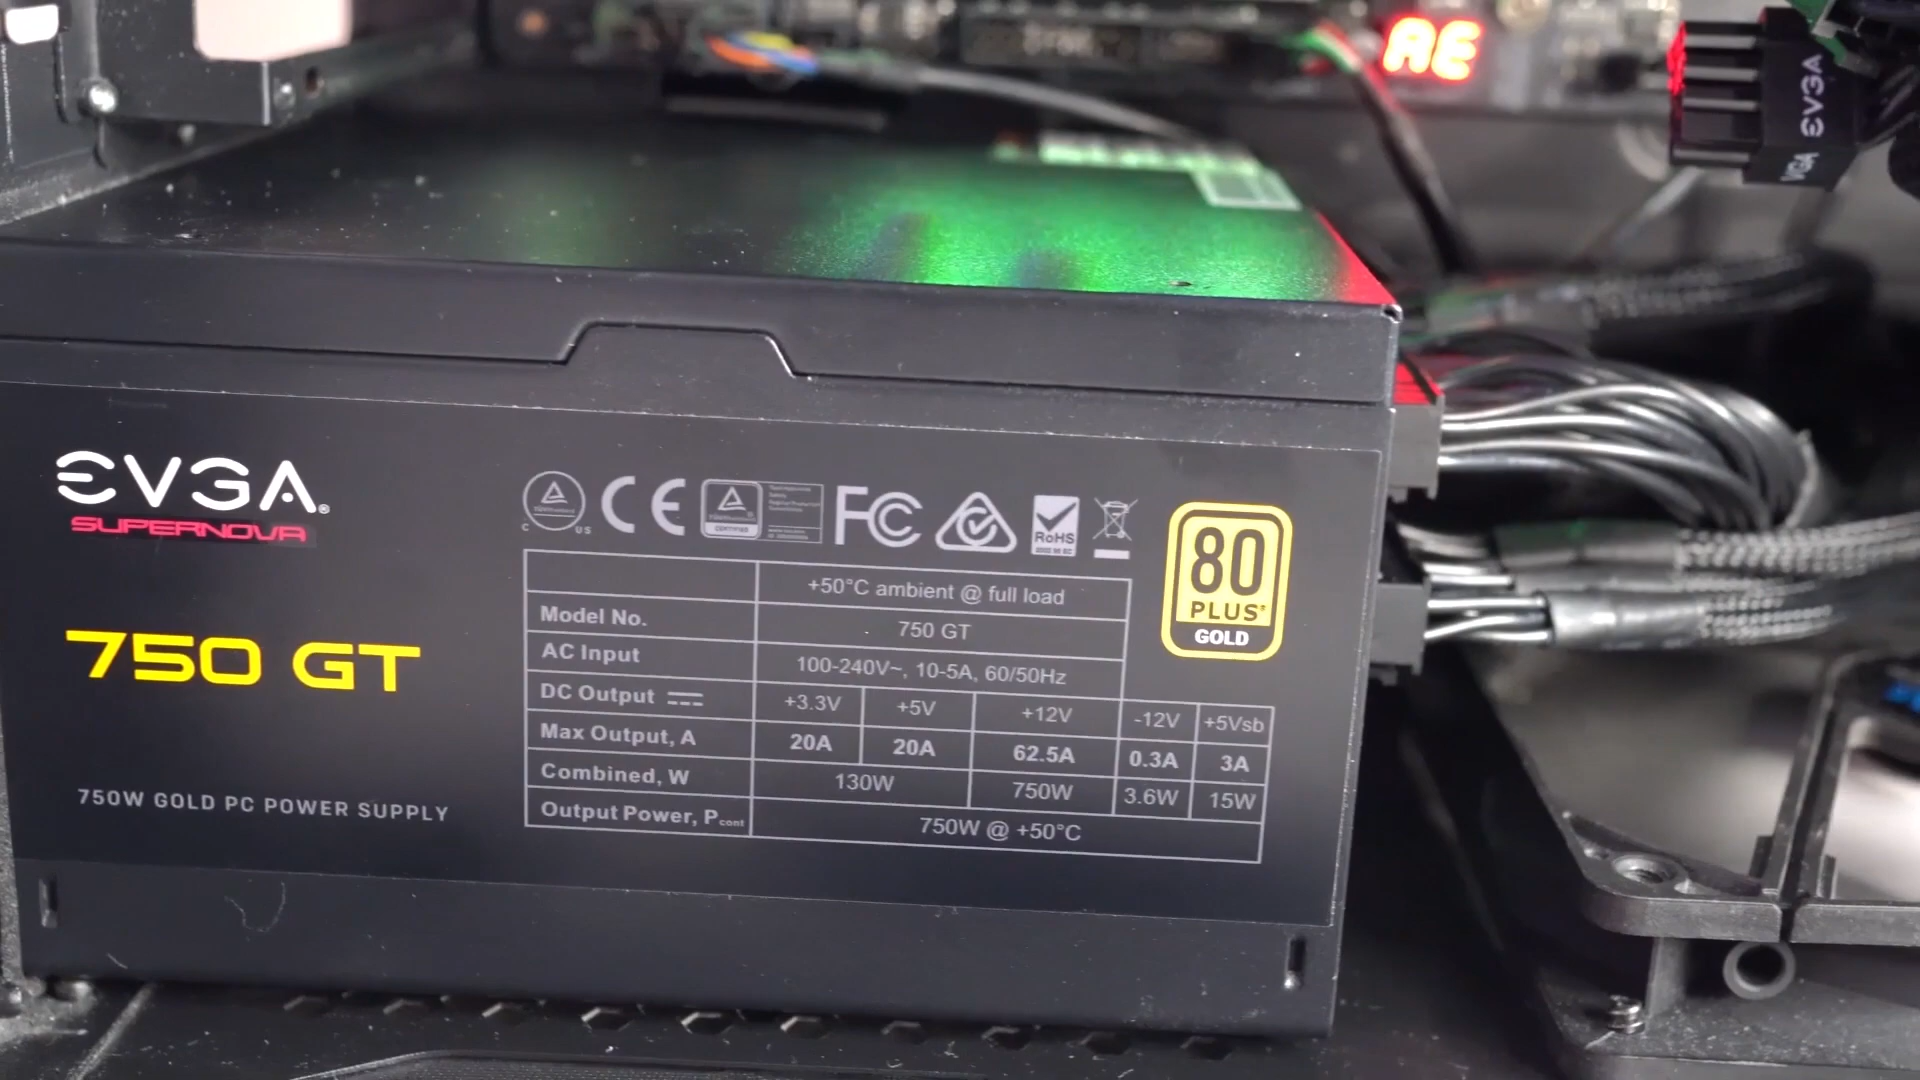 AE
EVGA
VGA
EVGA®
SUPERNOVA
750 GT
750W GOLD PC POWER SUPPLY
C US
CE
FC
RoHS
80
PLUS®
GOLD
+50°C ambient @ full load
Model No. 750 GT
AC Input 100-240V~, 10-5A, 60/50Hz
DC Output +3.3V +5V +12V -12V +5Vsb
Max Output, A 20A 20A 62.5A 0.3A 3A
Combined, W 130W 750W 3.6W 15W
Output Power, Pcont 750W @ +50°C